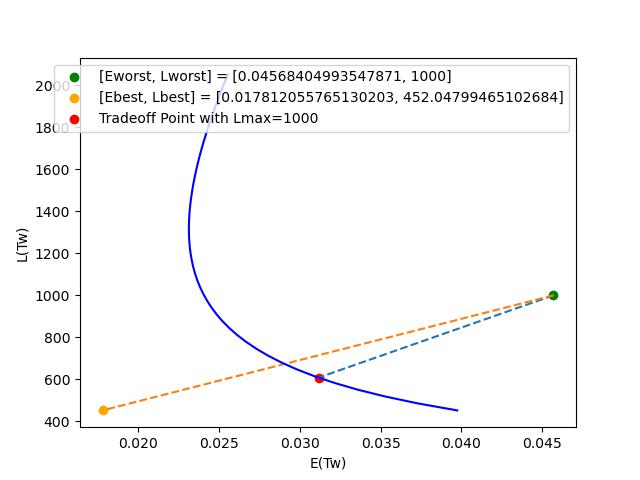 [Eworst, Lworst] = [0.04568404993547871, 1000]
[Ebest, Lbest] = [0.017812055765130203, 452.04799465102684]
Tradeoff Point with Lmax=1000
2000
1800
1600
1400
1200
1000
800
600
400
L(Tw)
0.020 0.025 0.030 0.035 0.040 0.045
E(Tw)